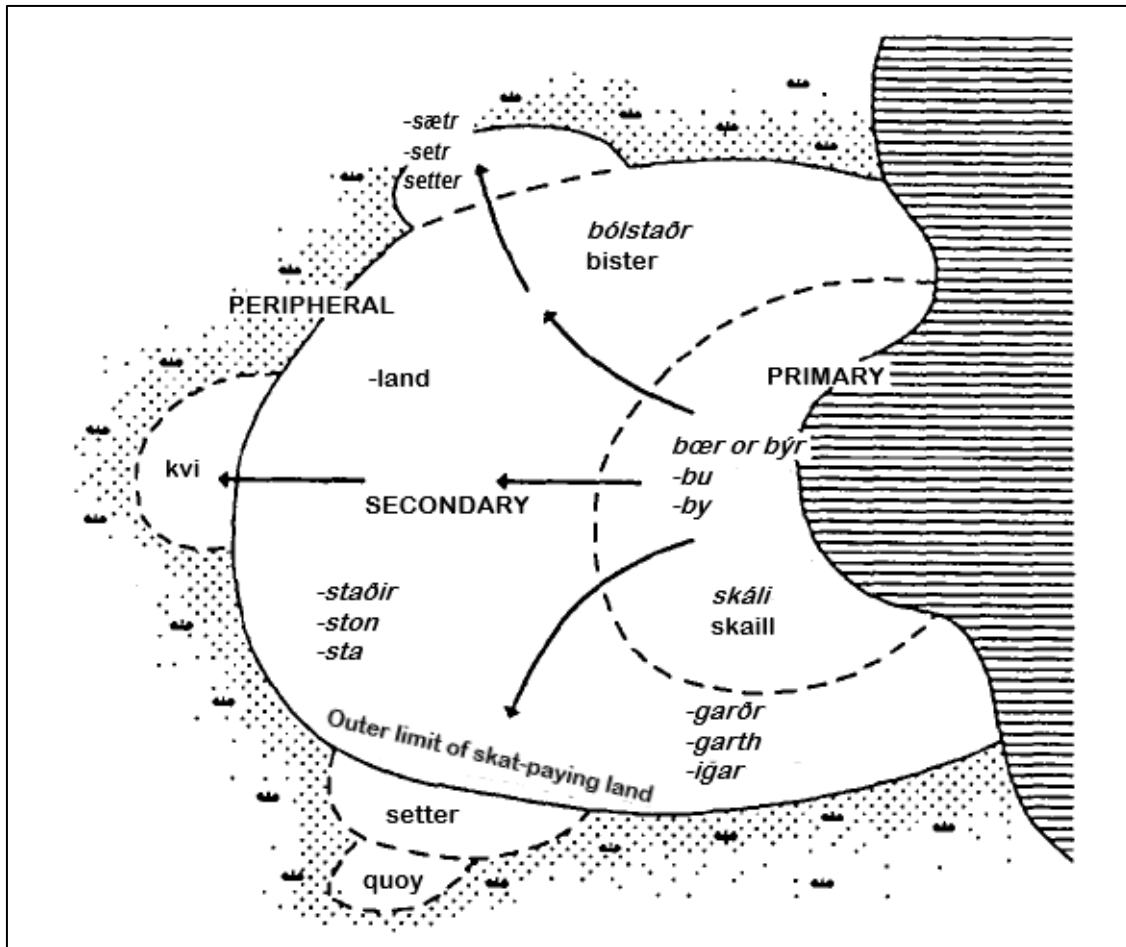 -sætr
-setr
setter
bólstaðr
bister
PERIPHERAL
-land
PRIMARY
bœr or býr
-bu
-by
kvi
SECONDARY
skáli
skaill
-staðir
-ston
-sta
-garðr
-garth
-iğar
Outer limit of skat-paying land
setter
quoy